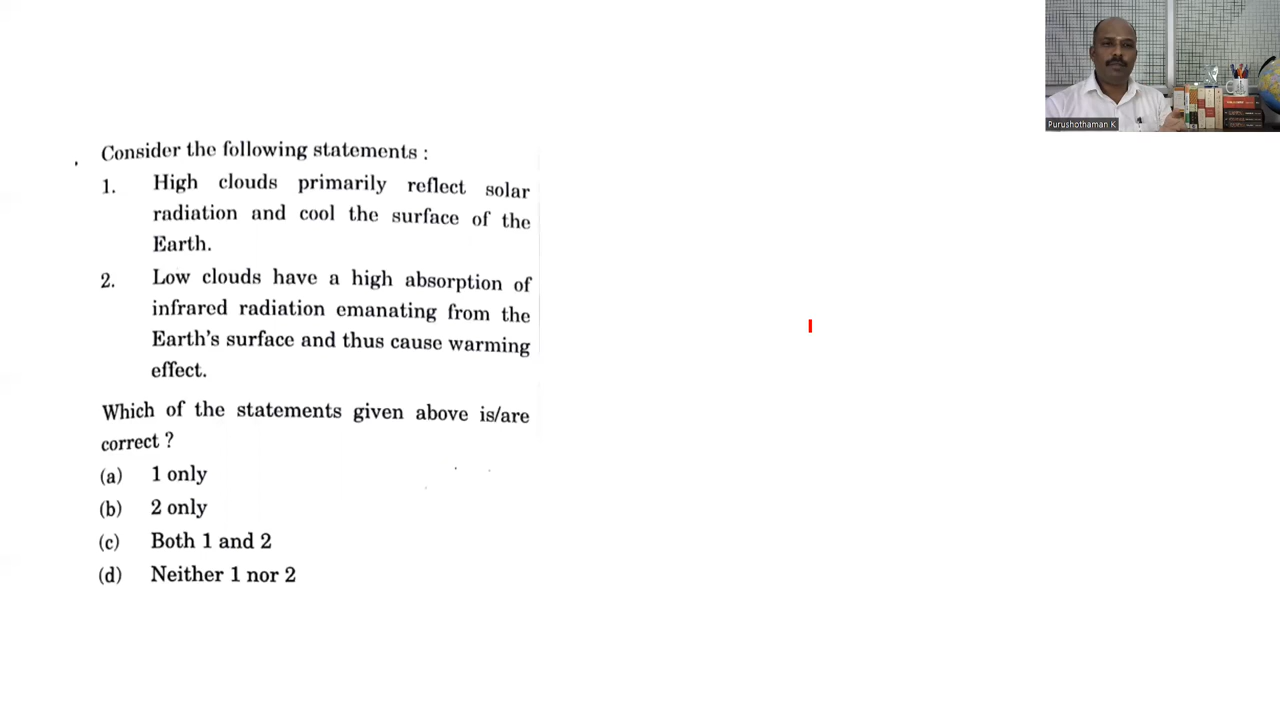 Purushothaman K
Consider the following statements :
1. High clouds primarily reflect solar
radiation and cool the surface of the
Earth.
2. Low clouds have a high absorption of
infrared radiation emanating from the
Earth's surface and thus cause warming
effect.
Which of the statements given above is/are
correct ?
(a) 1 only
(b) 2 only
(c) Both 1 and 2
(d) Neither 1 nor 2